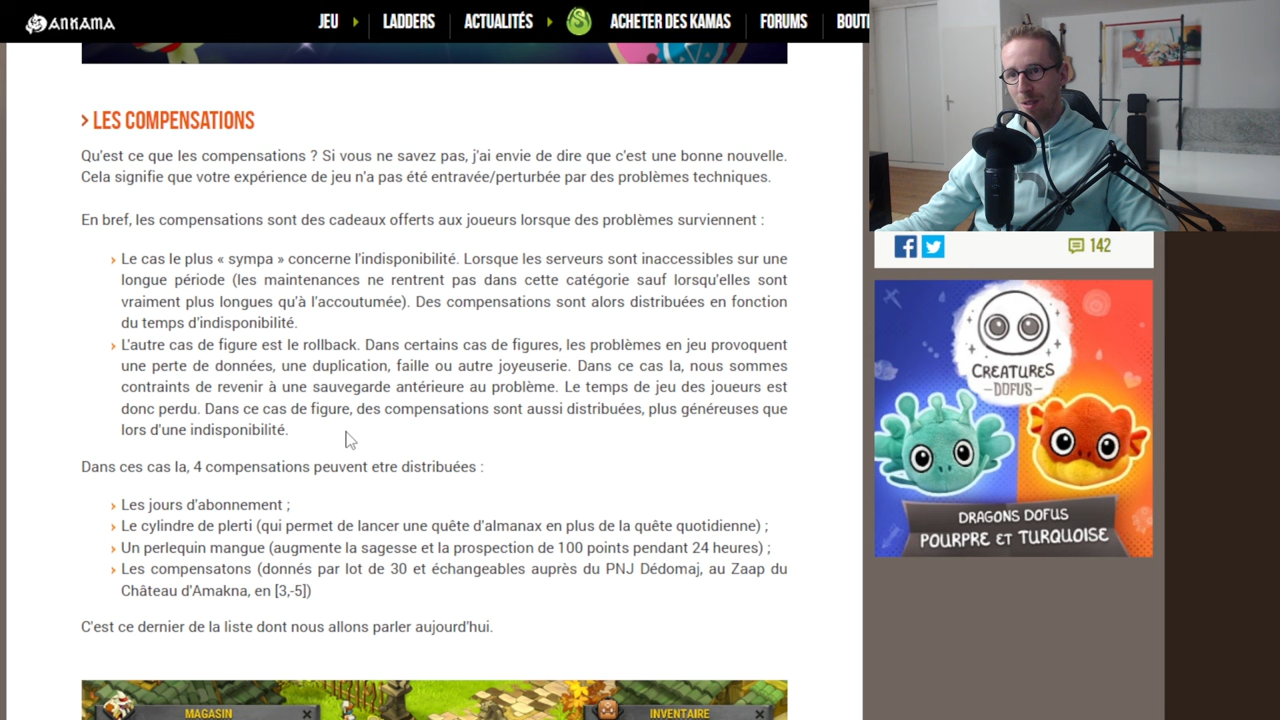 ANKAMA
JEU
LADDERS
ACTUALITÉS
ACHETER DES KAMAS
FORUMS
BOUTI
> LES COMPENSATIONS
Qu'est ce que les compensations ? Si vous ne savez pas, j'ai envie de dire que c'est une bonne nouvelle.
Cela signifie que votre expérience de jeu n'a pas été entravée/perturbée par des problèmes techniques.
En bref, les compensations sont des cadeaux offerts aux joueurs lorsque des problèmes surviennent :
Le cas le plus « sympa » concerne l'indisponibilité. Lorsque les serveurs sont inaccessibles sur une
longue période (les maintenances ne rentrent pas dans cette catégorie sauf lorsqu'elles sont
vraiment plus longues qu'à l'accoutumée). Des compensations sont alors distribuées en fonction
du temps d'indisponibilité.
L'autre cas de figure est le rollback. Dans certains cas de figures, les problèmes en jeu provoquent
une perte de données, une duplication, faille ou autre joyeuserie. Dans ce cas la, nous sommes
contraints de revenir à une sauvegarde antérieure au problème. Le temps de jeu des joueurs est
donc perdu. Dans ce cas de figure, des compensations sont aussi distribuées, plus généreuses que
lors d'une indisponibilité.
Dans ces cas la, 4 compensations peuvent etre distribuées :
Les jours d'abonnement ;
Le cylindre de plerti (qui permet de lancer une quête d'almanax en plus de la quête quotidienne) ;
Un perlequin mangue (augmente la sagesse et la prospection de 100 points pendant 24 heures) ;
Les compensatons (donnés par lot de 30 et échangeables auprès du PNJ Dédomaj, au Zaap du
Château d'Amakna, en [3,-5])
C'est ce dernier de la liste dont nous allons parler aujourd'hui.
MAGASIN
INVENTAIRE
142
CREATURES
DOFUS
DRAGONS DOFUS
POURPRE ET TURQUOISE